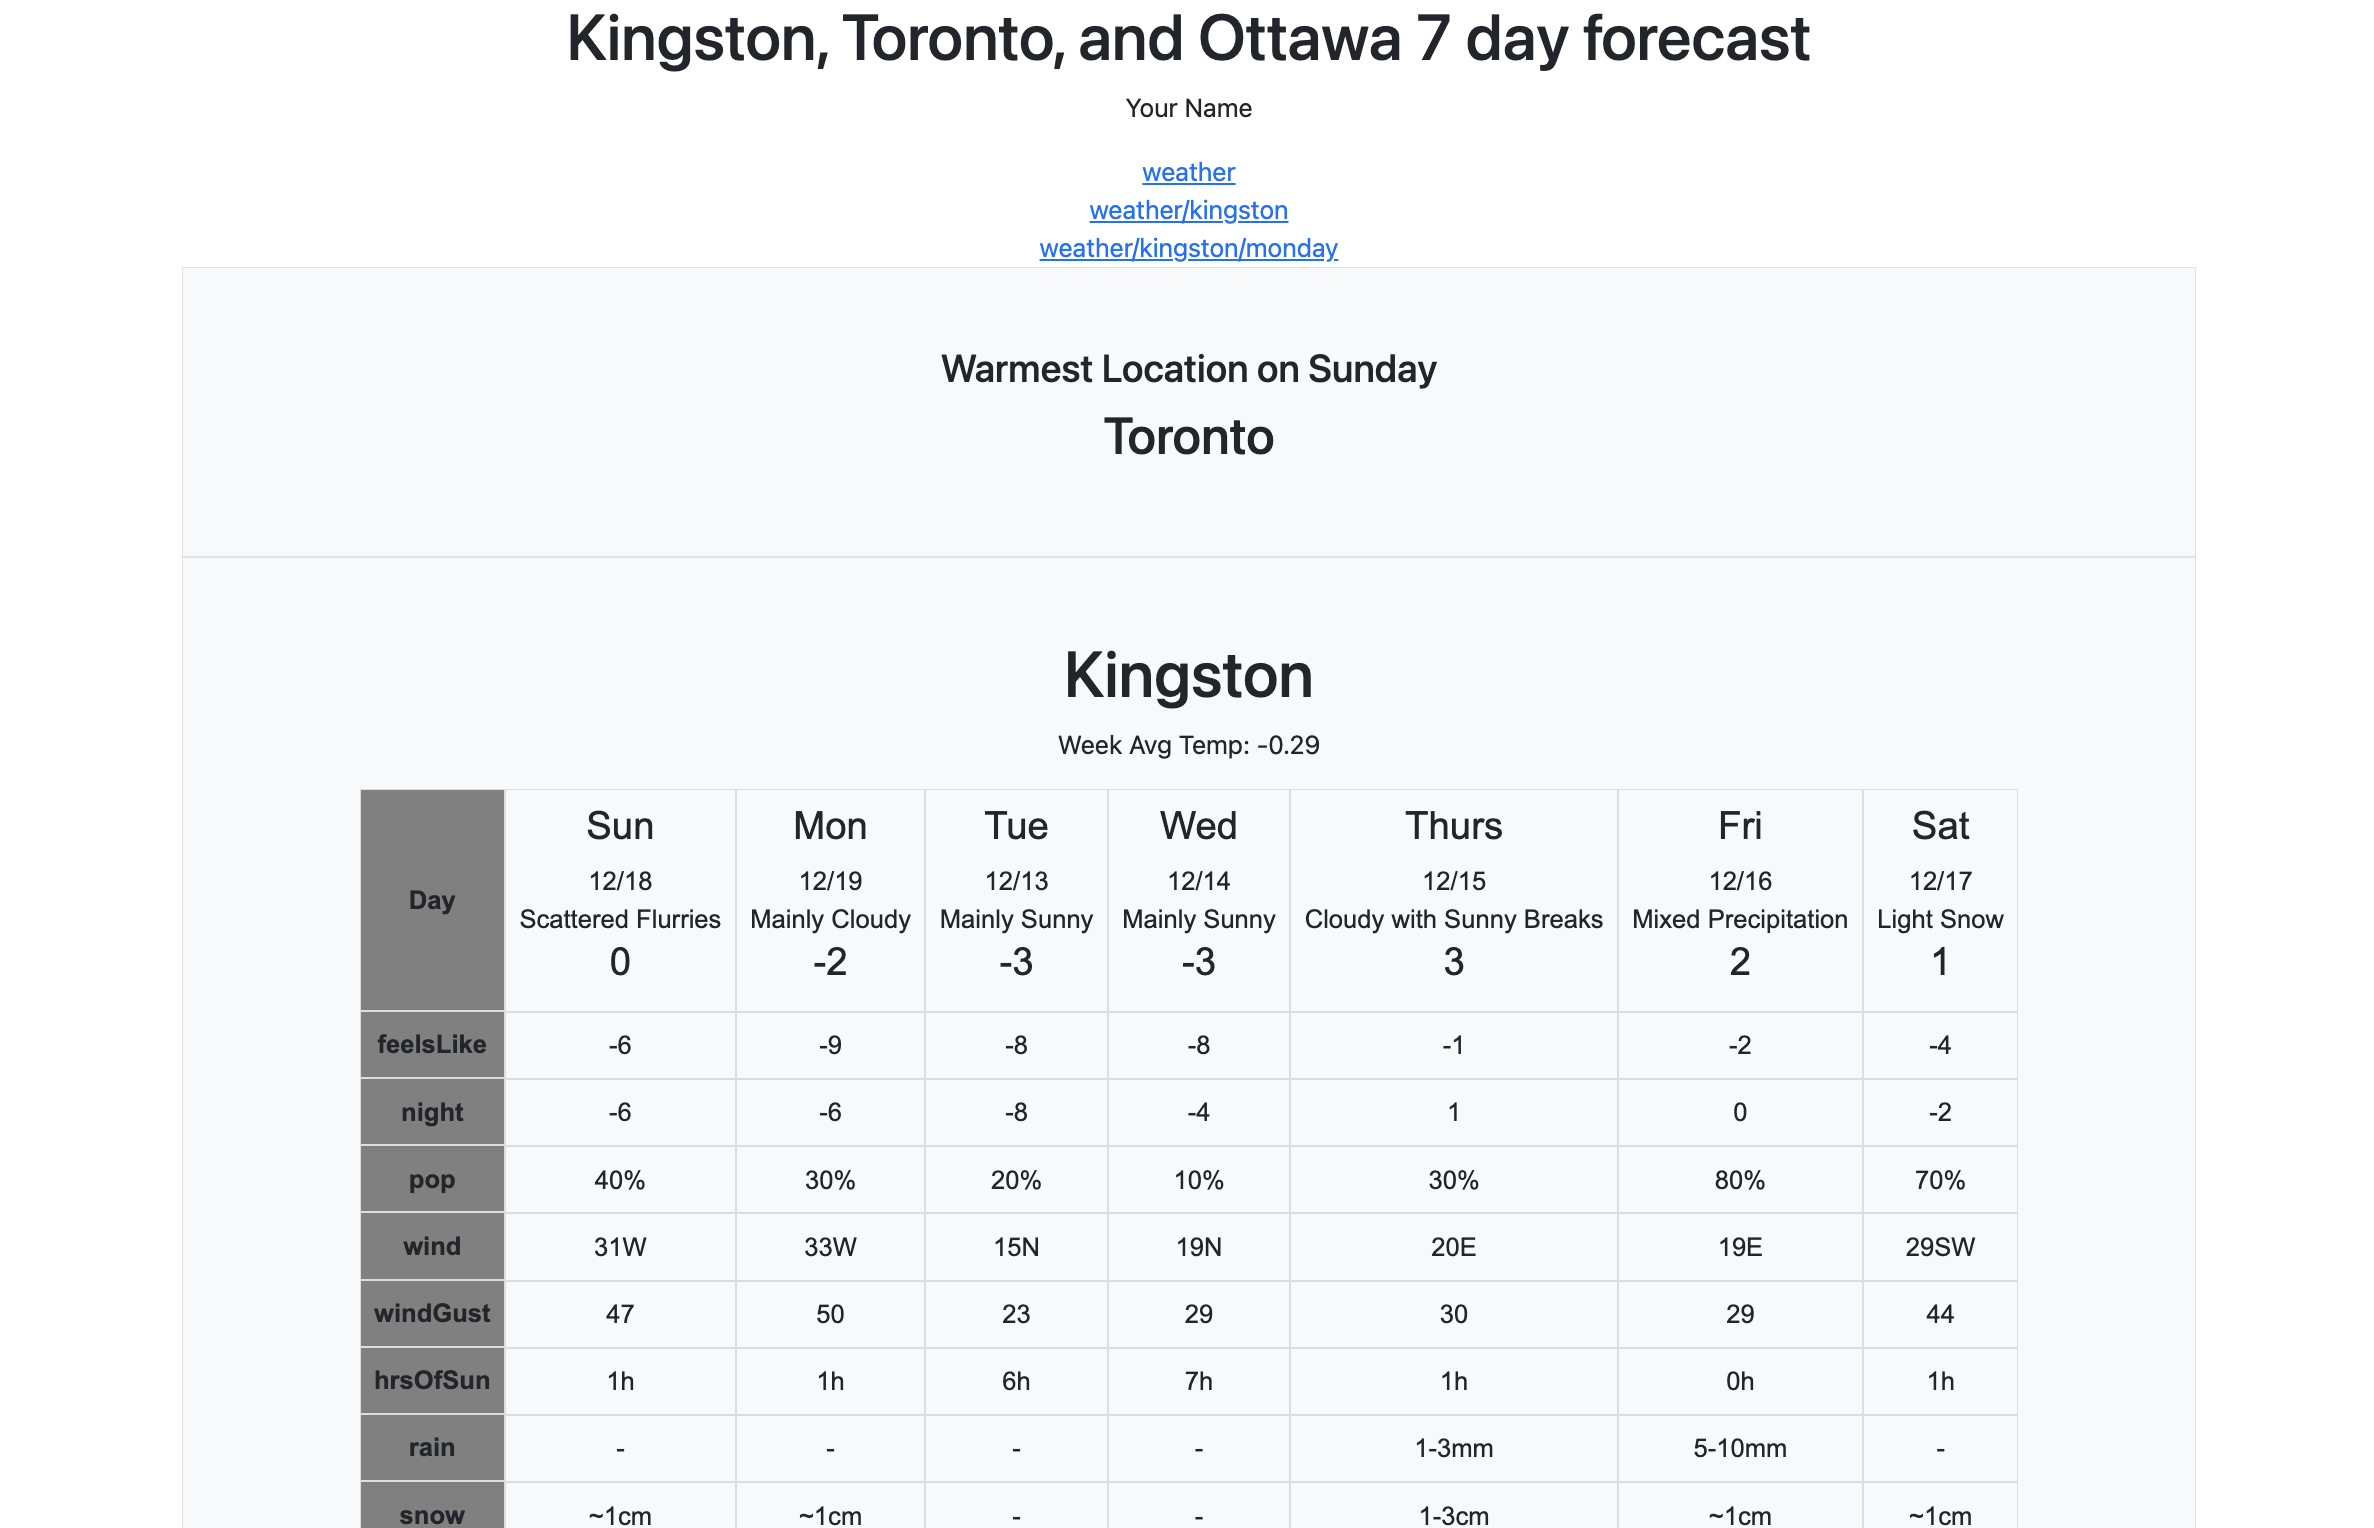 Kingston, Toronto, and Ottawa 7 day forecast
Your Name
weather
weather/kingston
weather/kingston/monday
Warmest Location on Sunday
Toronto
Kingston
Week Avg Temp: -0.29
Day Sun Mon Tue Wed Thurs Fri Sat
12/18 12/19 12/13 12/14 12/15 12/16 12/17
Scattered Flurries Mainly Cloudy Mainly Sunny Mainly Sunny Cloudy with Sunny Breaks Mixed Precipitation Light Snow
0 -2 -3 -3 3 2 1
feelsLike -6 -9 -8 -8 -1 -2 -4
night -6 -6 -8 -4 1 0 -2
pop 40% 30% 20% 10% 30% 80% 70%
wind 31W 33W 15N 19N 20E 19E 29SW
windGust 47 50 23 29 30 29 44
hrsOfSun 1h 1h 6h 7h 1h 0h 1h
rain - - - - 1-3mm 5-10mm -
snow ~1cm ~1cm - - 1-3cm ~1cm ~1cm